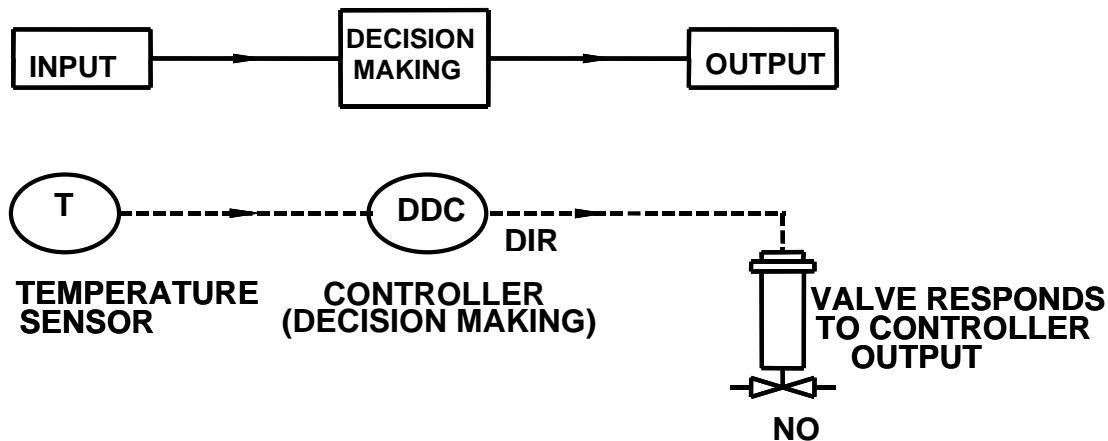 INPUT
DECISION
MAKING
OUTPUT
T
DDC
DIR
TEMPERATURE
SENSOR
CONTROLLER
(DECISION MAKING)
VALVE RESPONDS
TO CONTROLLER
OUTPUT
NO